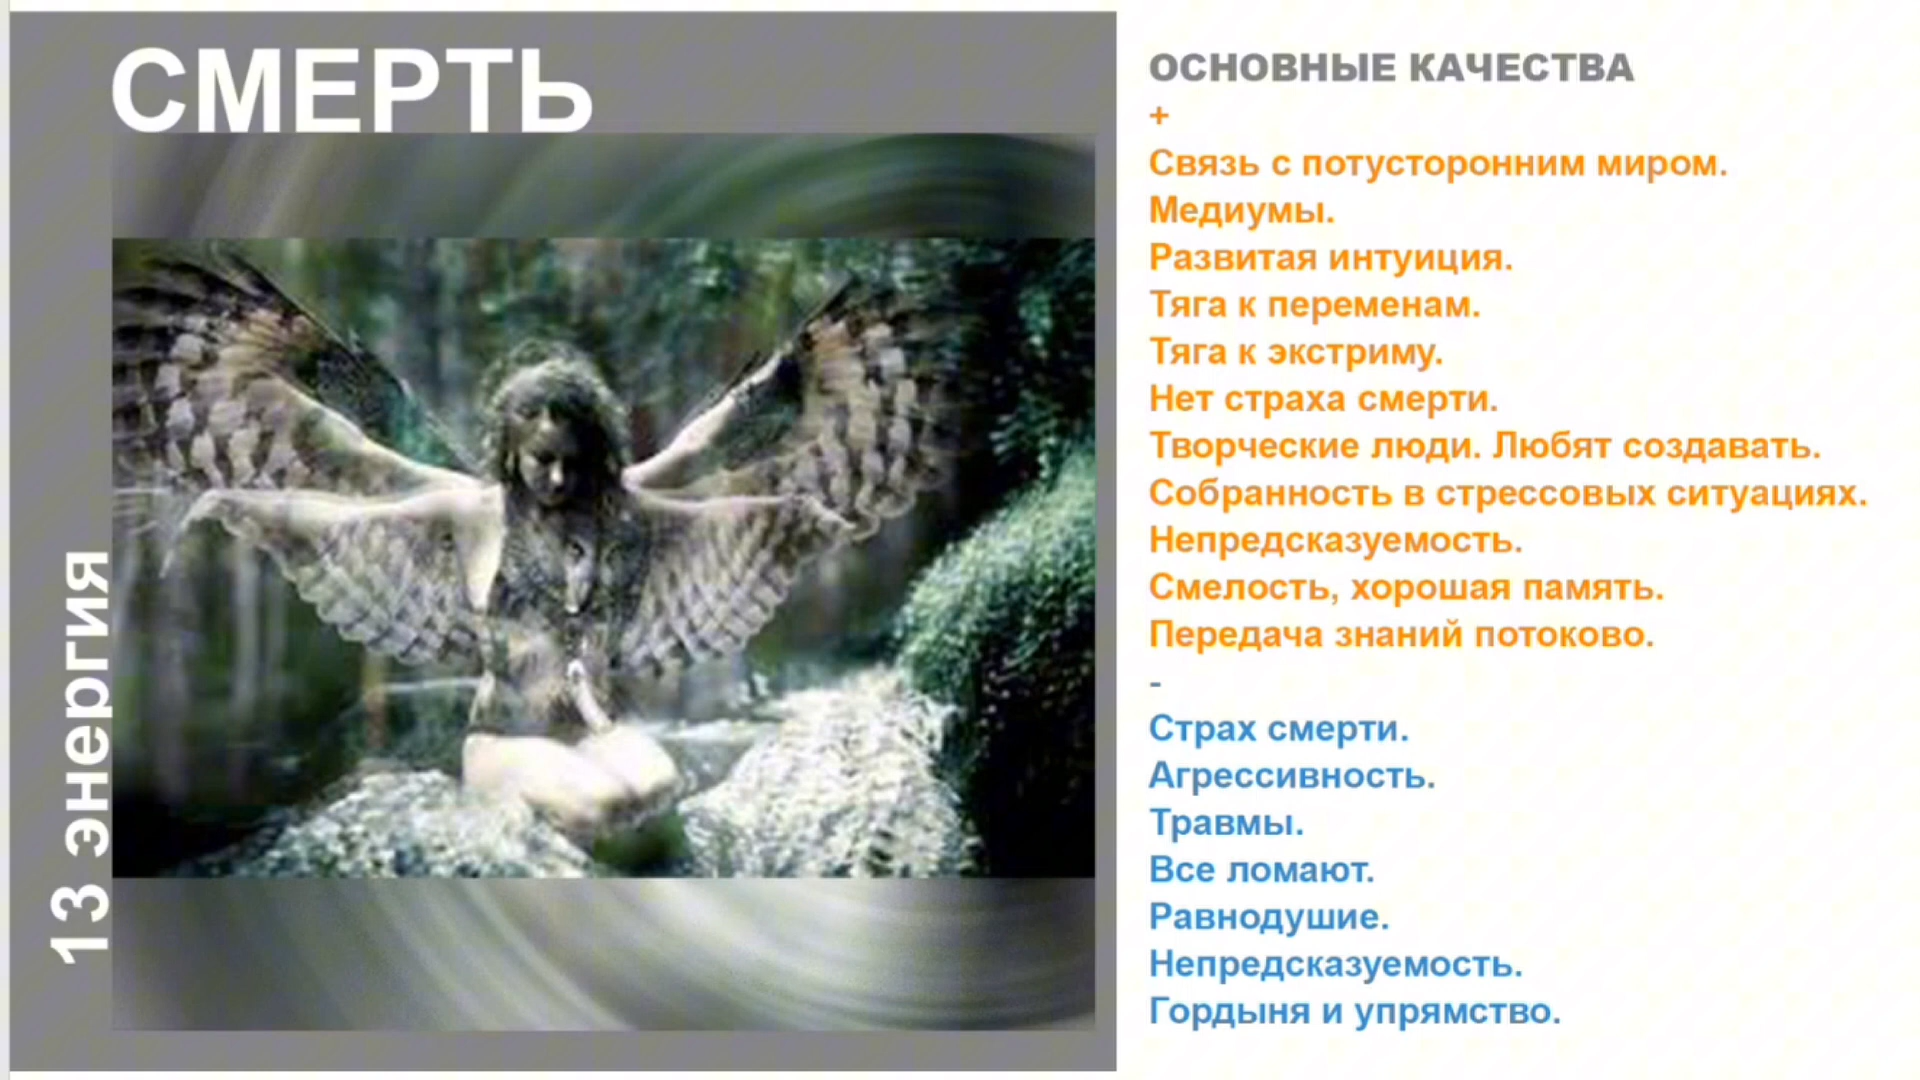 СМЕРТЬ
13 энергия
ОСНОВНЫЕ КАЧЕСТВА
+
Связь с потусторонним миром.
Медиумы.
Развитая интуиция.
Тяга к переменам.
Тяга к экстриму.
Нет страха смерти.
Творческие люди. Любят создавать.
Собранность в стрессовых ситуациях.
Непредсказуемость.
Смелость, хорошая память.
Передача знаний потоково.
-
Страх смерти.
Агрессивность.
Травмы.
Все ломают.
Равнодушие.
Непредсказуемость.
Гордыня и упрямство.